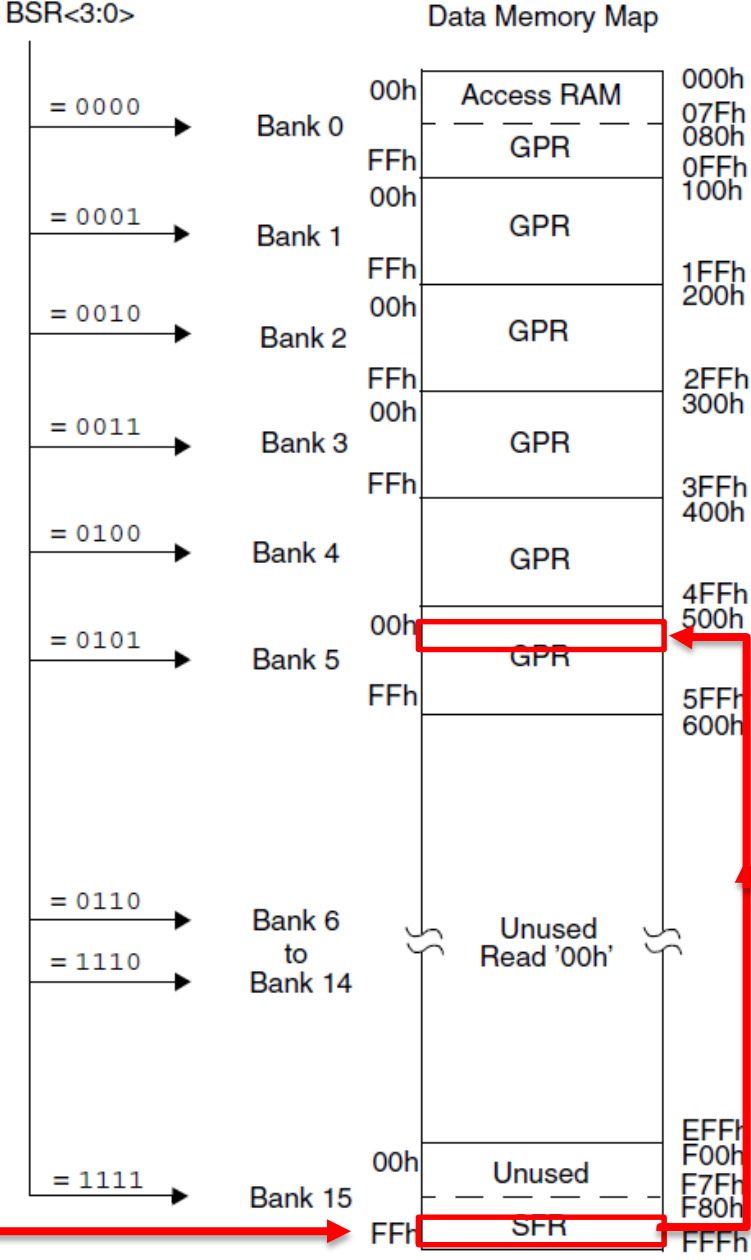 BSR<3:0>
Data Memory Map
= 0000
Bank 0
00h
Access RAM
000h
07Fh
080h
FFh
GPR
0FFh
= 0001
Bank 1
00h
FFh
GPR
100h
1FFh
= 0010
Bank 2
00h
FFh
GPR
200h
2FFh
= 0011
Bank 3
00h
FFh
GPR
300h
3FFh
= 0100
Bank 4
GPR
400h
4FFh
= 0101
Bank 5
00h
FFh
GPR
500h
5FFh
600h
= 0110
= 1110
Bank 6
to
Bank 14
Unused
Read '00h'
EFFh
= 1111
Bank 15
00h
FFh
Unused
SFR
F00h
F7Fh
F80h
FFFh